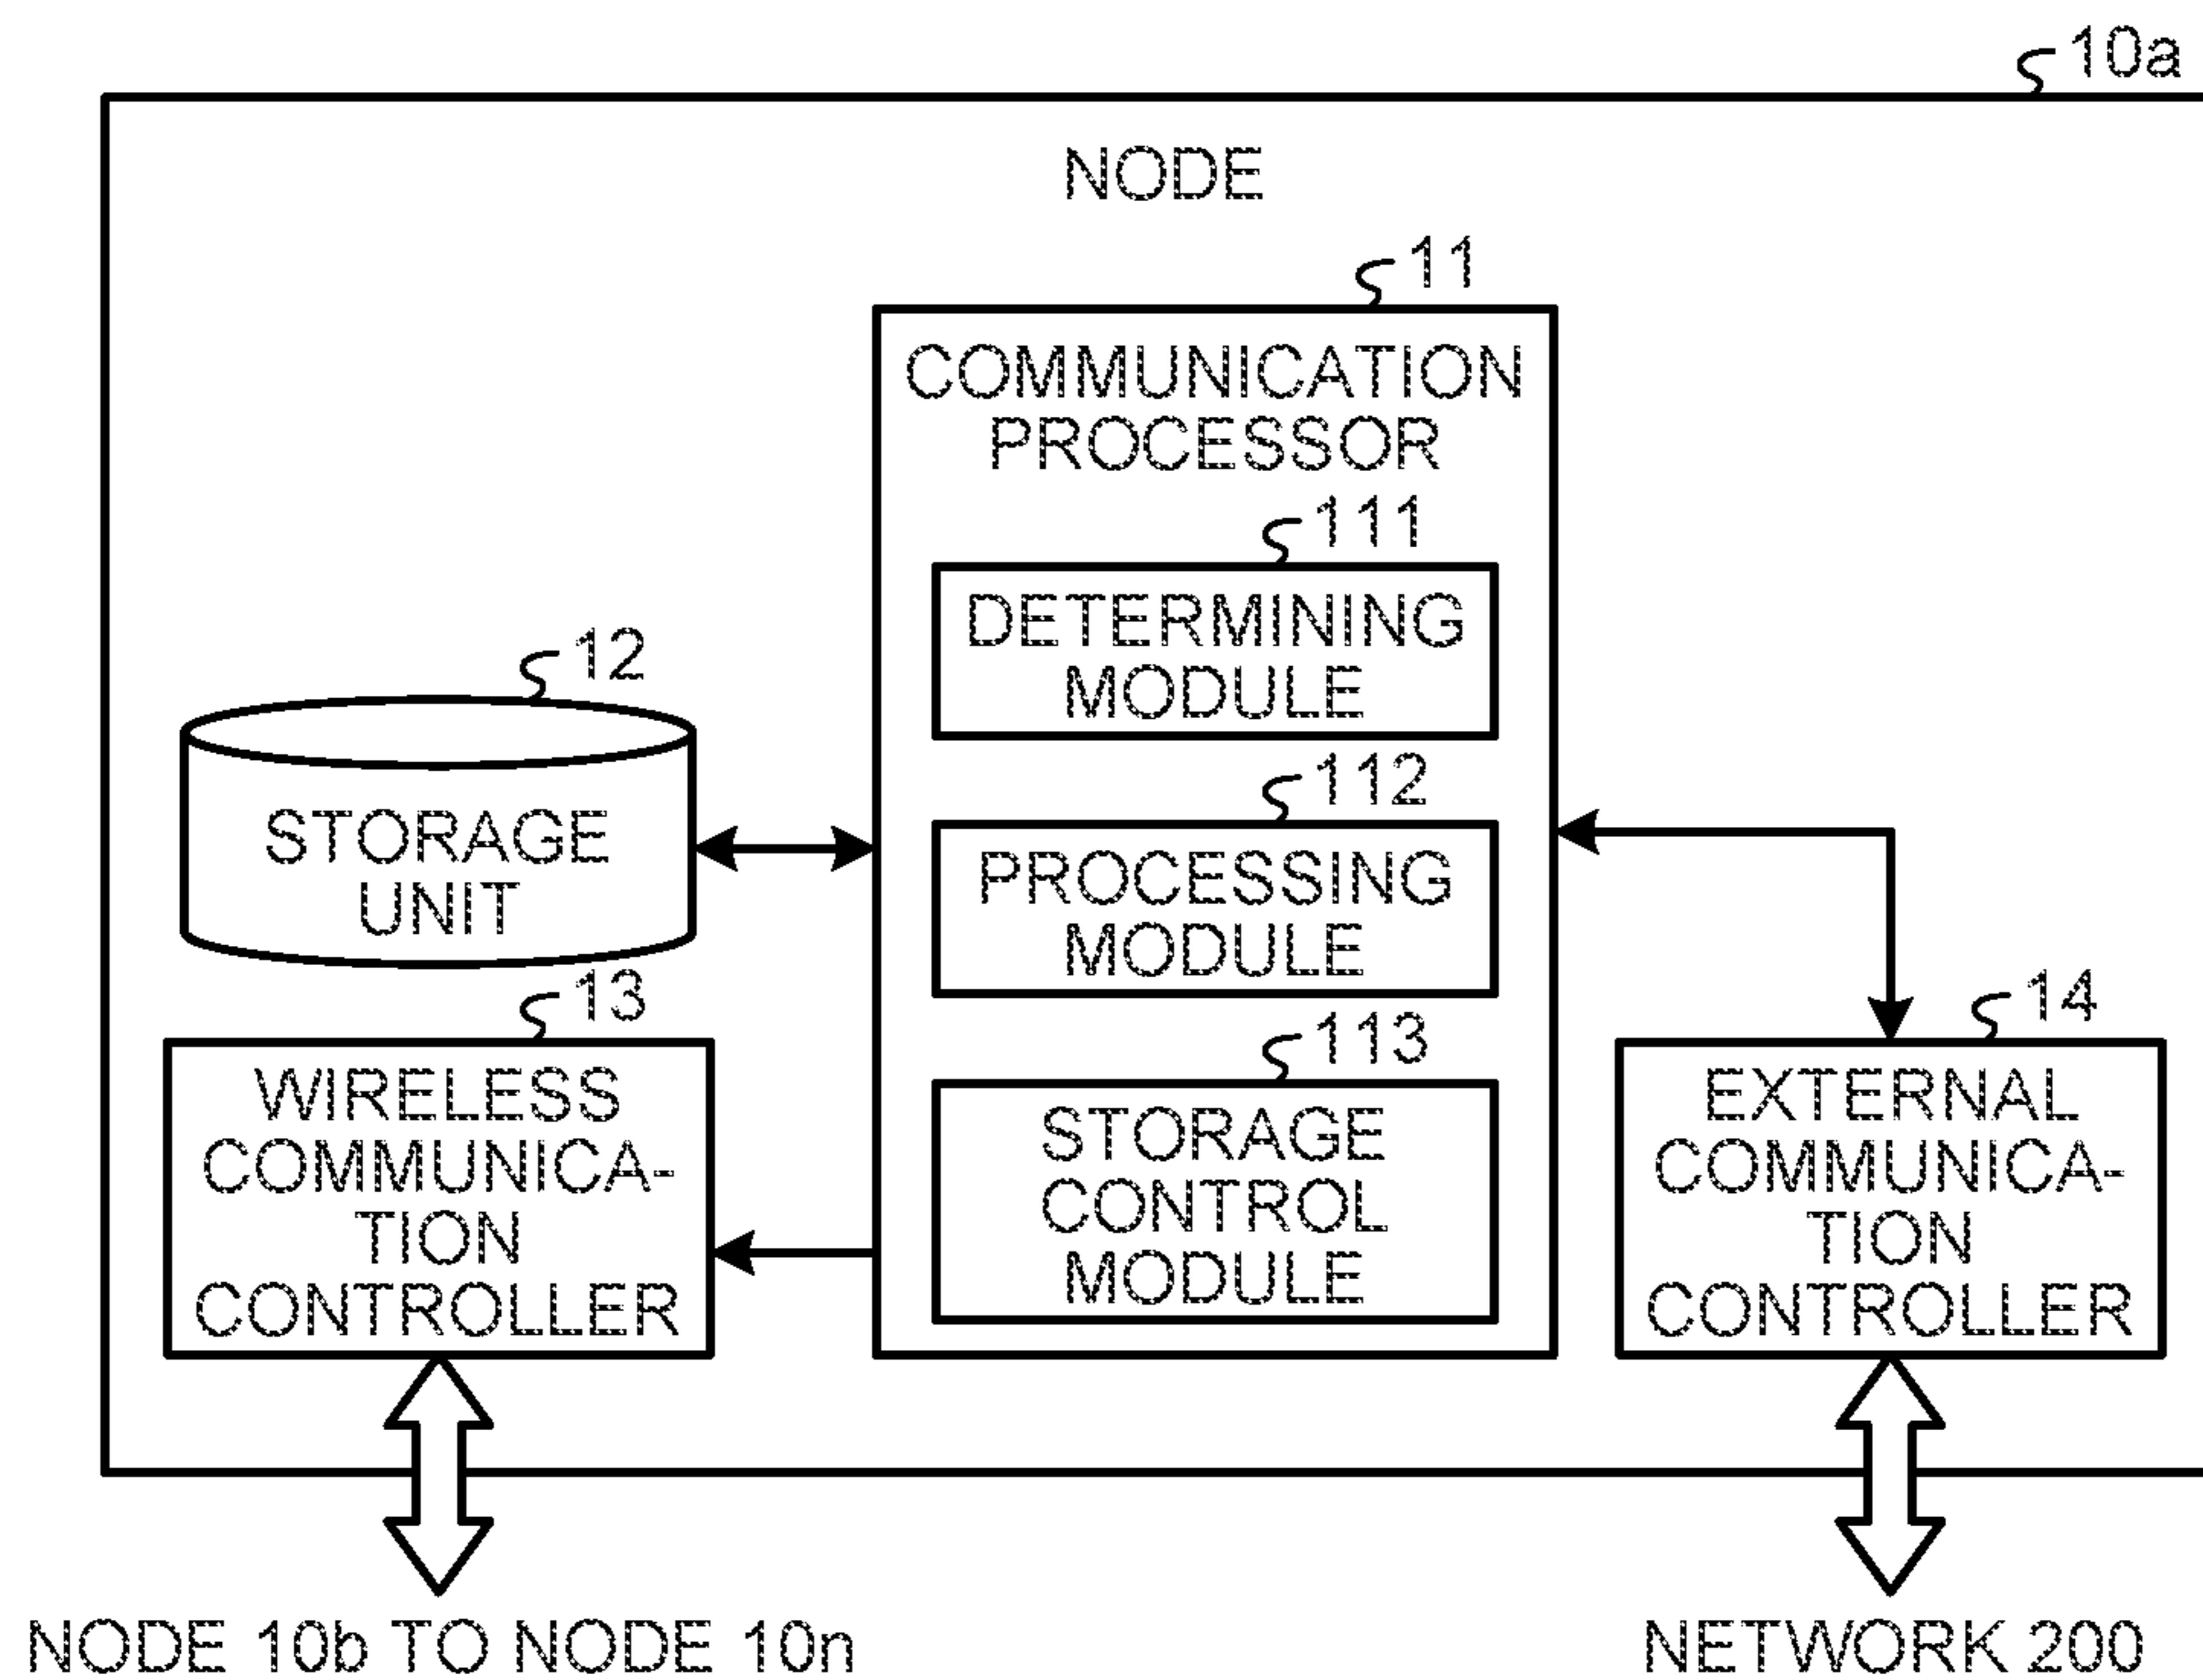 10a
NODE
11
COMMUNICATION
PROCESSOR
111
DETERMINING
MODULE
12
STORAGE
UNIT
112
PROCESSING
MODULE
13
WIRELESS
COMMUNICA-
TION
CONTROLLER
113
STORAGE
CONTROL
MODULE
14
EXTERNAL
COMMUNICA-
TION
CONTROLLER
NODE 10b TO NODE 10n
NETWORK 200